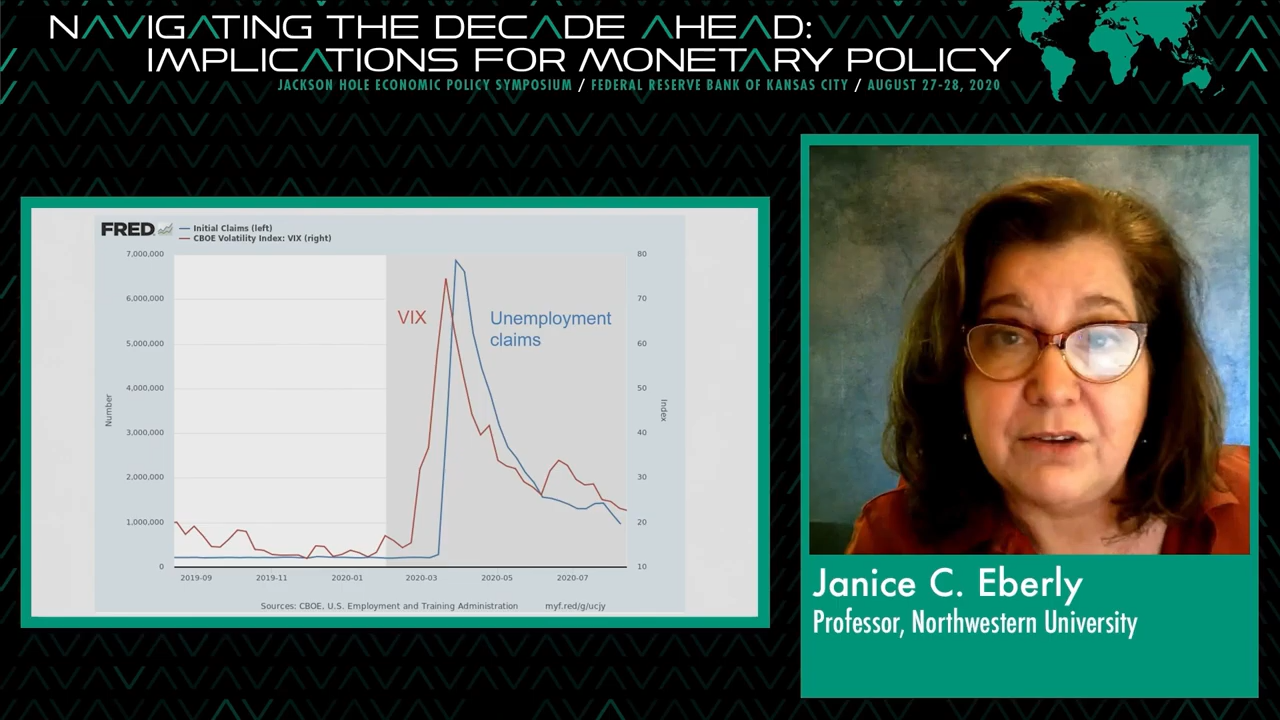 NAVIGATING THE DECADE AHEAD:
IMPLICATIONS FOR MONETARY POLICY
JACKSON HOLE ECONOMIC POLICY SYMPOSIUM / FEDERAL RESERVE BANK OF KANSAS CITY / AUGUST 27-28, 2020
FRED
Initial Claims (left)
CBOE Volatility Index: VIX (right)
7,000,000
6,000,000
5,000,000
4,000,000
3,000,000
2,000,000
1,000,000
0
Number
VIX
Unemployment
claims
80
70
60
50
40
30
20
10
Index
2019-09
2019-11
2020-01
2020-03
2020-05
2020-07
Sources: CBOE, U.S. Employment and Training Administration
myf.red/g/ucjy
Janice C. Eberly
Professor, Northwestern University